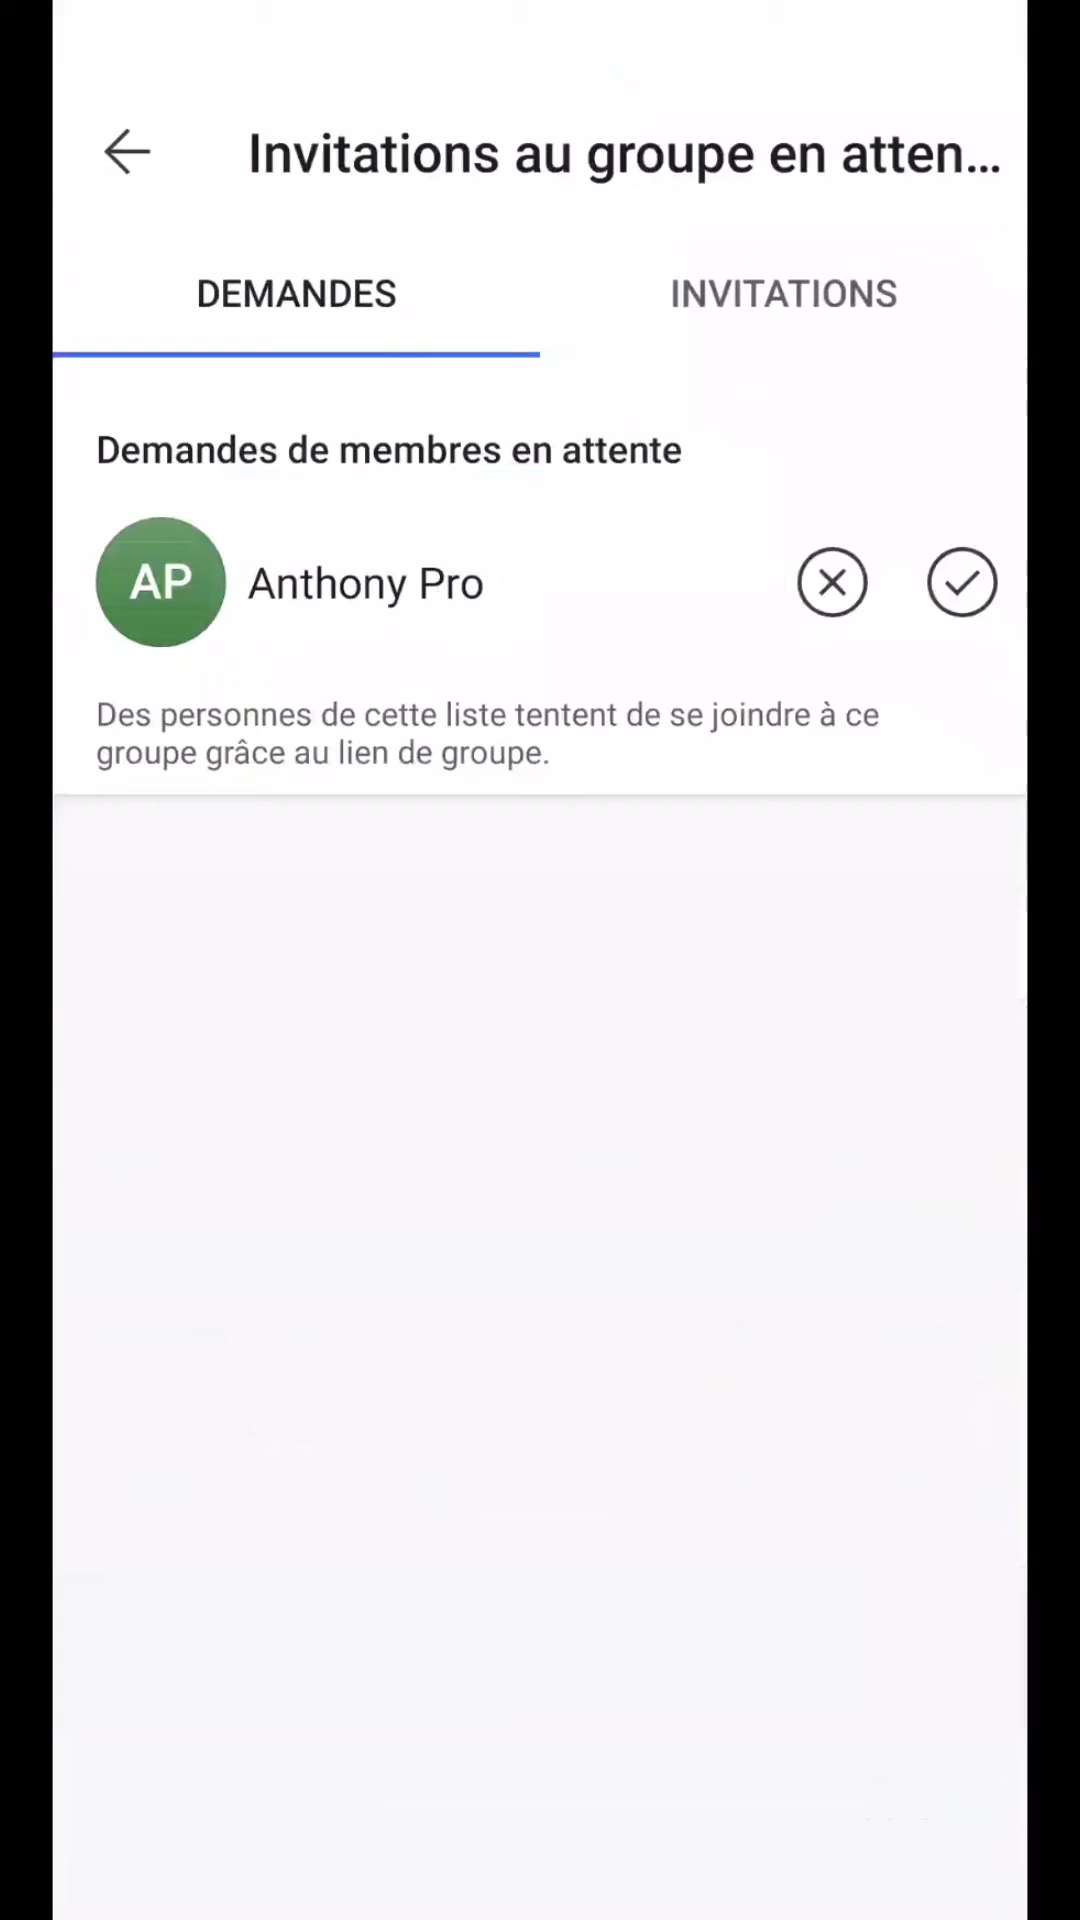 Invitations au groupe en atten...
DEMANDES
INVITATIONS
Demandes de membres en attente
AP
Anthony Pro
Des personnes de cette liste tentent de se joindre à ce
groupe grâce au lien de groupe.